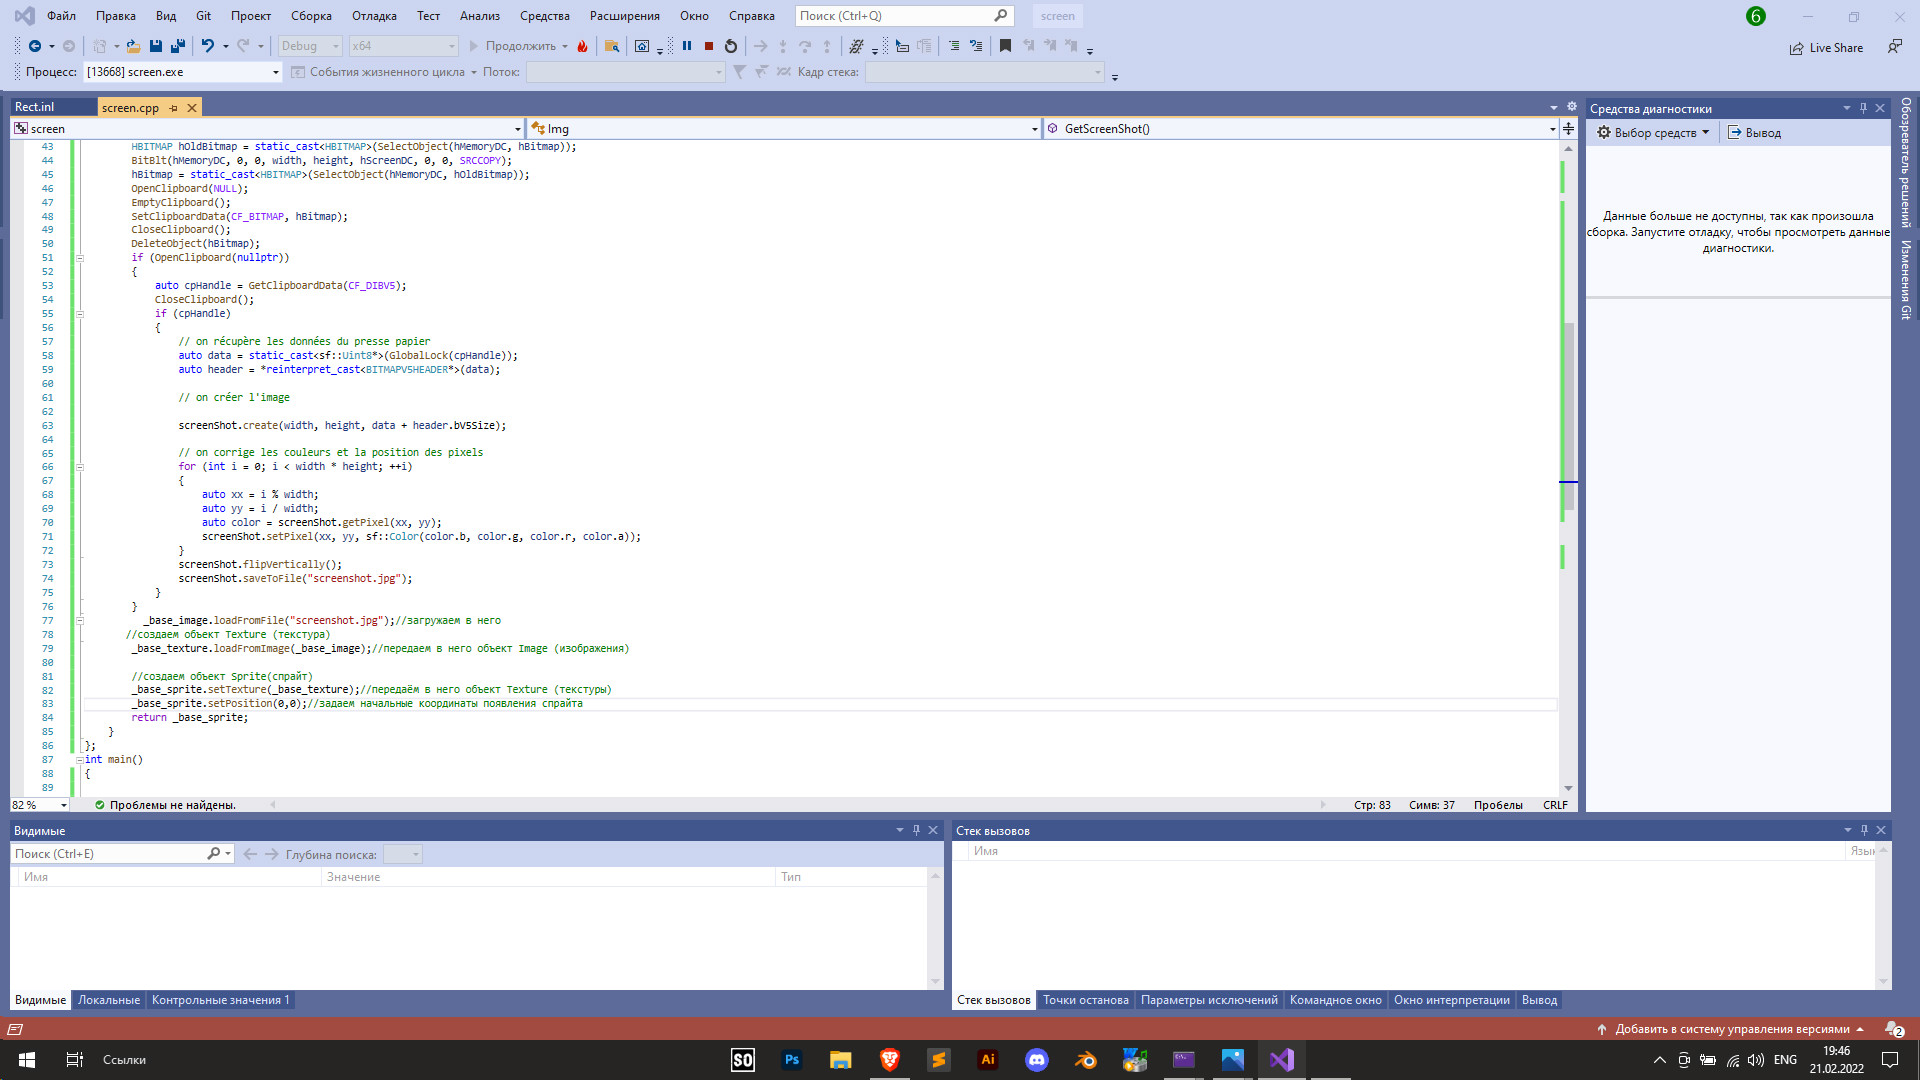 Файл Правка Вид Git Проект Сборка Отладка Тест Анализ Средства Расширения Окно Справка Поиск (Ctrl+Q) screen 6
Debug x64 Продолжить Live Share
Процесс: [13668] screen.exe События жизненного цикла Поток: Кадр стека:
Rect.inl screen.cpp
screen Img GetScreenShot()
43 HBITMAP hOldBitmap = static_cast<HBITMAP>(SelectObject(hMemoryDC, hBitmap));
44 BitBlt(hMemoryDC, 0, 0, width, height, hScreenDC, 0, 0, SRCCOPY);
45 hBitmap = static_cast<HBITMAP>(SelectObject(hMemoryDC, hOldBitmap));
46 OpenClipboard(NULL);
47 EmptyClipboard();
48 SetClipboardData(CF_BITMAP, hBitmap);
49 CloseClipboard();
50 DeleteObject(hBitmap);
51 if (OpenClipboard(nullptr))
52 {
53 auto cpHandle = GetClipboardData(CF_DIBV5);
54 CloseClipboard();
55 if (cpHandle)
56 {
57 // on récupère les données du presse papier
58 auto data = static_cast<sf::Uint8*>(GlobalLock(cpHandle));
59 auto header = *reinterpret_cast<BITMAPV5HEADER*>(data);
60
61 // on créer l'image
62
63 screenShot.create(width, height, data + header.bV5Size);
64
65 // on corrige les couleurs et la position des pixels
66 for (int i = 0; i < width * height; ++i)
67 {
68 auto xx = i % width;
69 auto yy = i / width;
70 auto color = screenShot.getPixel(xx, yy);
71 screenShot.setPixel(xx, yy, sf::Color(color.b, color.g, color.r, color.a));
72 }
73 screenShot.flipVertically();
74 screenShot.saveToFile("screenshot.jpg");
75 }
76 }
77 _base_image.loadFromFile("screenshot.jpg");//загружаем в него
78 //создаем объект Texture (текстура)
79 _base_texture.loadFromImage(_base_image);//передаем в него объект Image (изображения)
80
81 //создаем объект Sprite(спрайт)
82 _base_sprite.setTexture(_base_texture);//передаём в него объект Texture (текстуры)
83 _base_sprite.setPosition(0,0);//задаем начальные координаты появления спрайта
84 return _base_sprite;
85 }
86 };
87 int main()
88 {
89
82 % Проблемы не найдены. Стр: 83 Симв: 37 Пробелы CRLF
Средства диагностики
Выбор средств Вывод
Данные больше не доступны, так как произошла
сборка. Запустите отладку, чтобы просмотреть данные
диагностики.
Обозреватель решений
Изменения Git
Видимые
Поиск (Ctrl+E) Глубина поиска:
Имя Значение Тип
Видимые Локальные Контрольные значения 1
Стек вызовов
Имя Язык
Стек вызовов Точки останова Параметры исключений Командное окно Окно интерпретации Вывод
Добавить в систему управления версиями 2
Ссылки SO Ps Ai ENG 19:46
21.02.2022